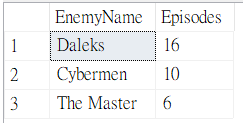 EnemyName Episodes
1 Daleks 16
2 Cybermen 10
3 The Master 6